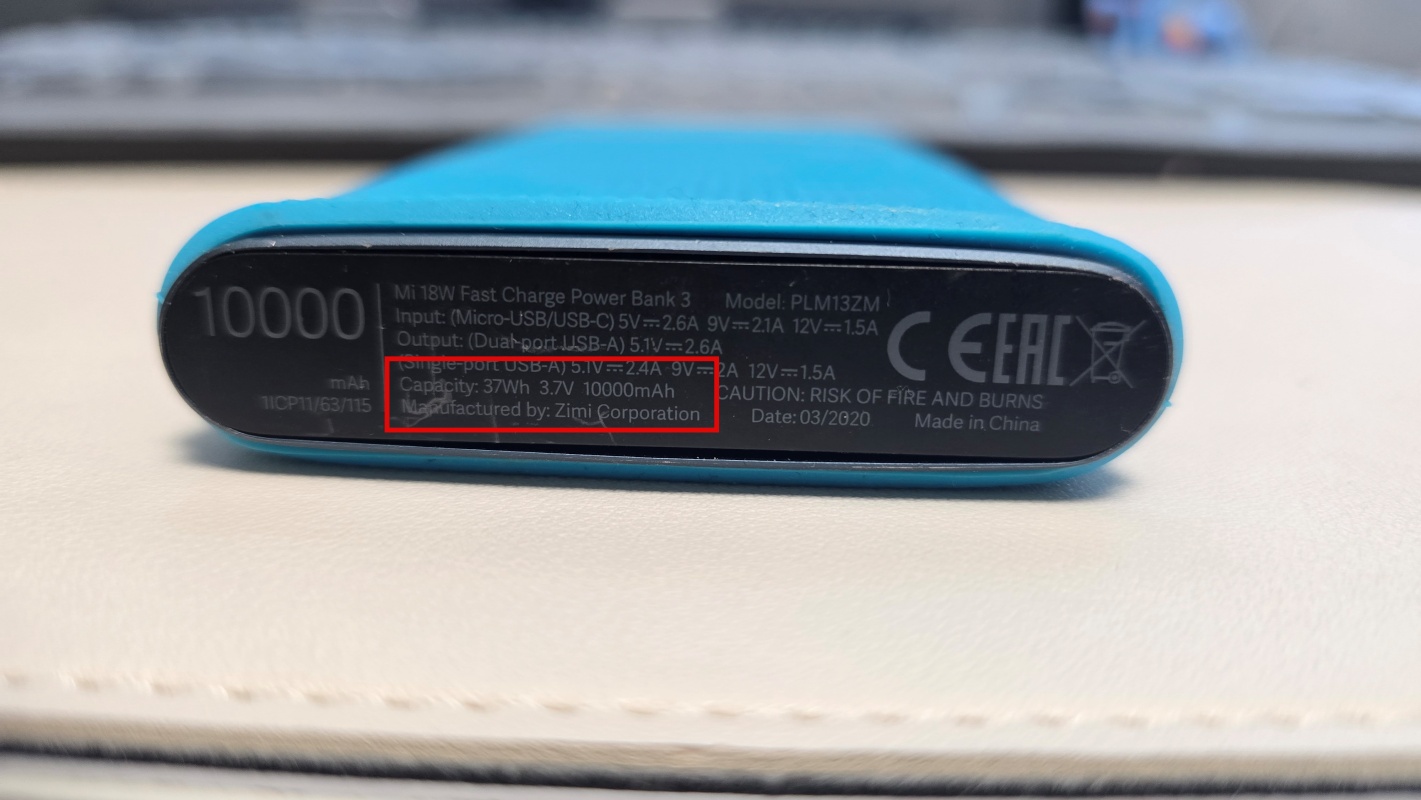 10000
mAh
1ICP11/63/115
Mi 18W Fast Charge Power Bank 3 Model: PLM13ZM
Input: (Micro-USB/USB-C) 5V⎓2.6A 9V⎓2.1A 12V⎓1.5A
Output: (Dual-port USB-A) 5.1V⎓2.6A
(Single-port USB-A) 5.1V⎓2.4A 9V⎓2A 12V⎓1.5A
Capacity: 37Wh 3.7V 10000mAh CAUTION: RISK OF FIRE AND BURNS
Manufactured by: Zimi Corporation Date: 03/2020 Made in China
CE EAC